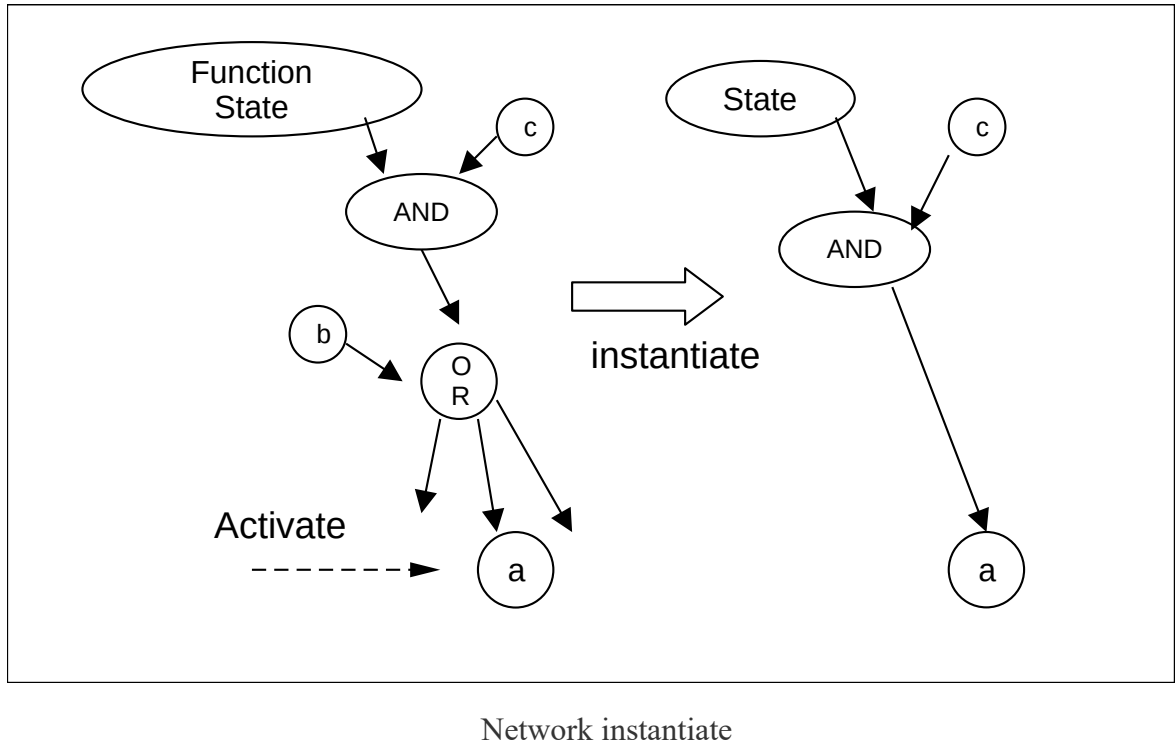 Function
State
c
AND
b
O
R
Activate
a
instantiate
State
c
AND
a
Network instantiate